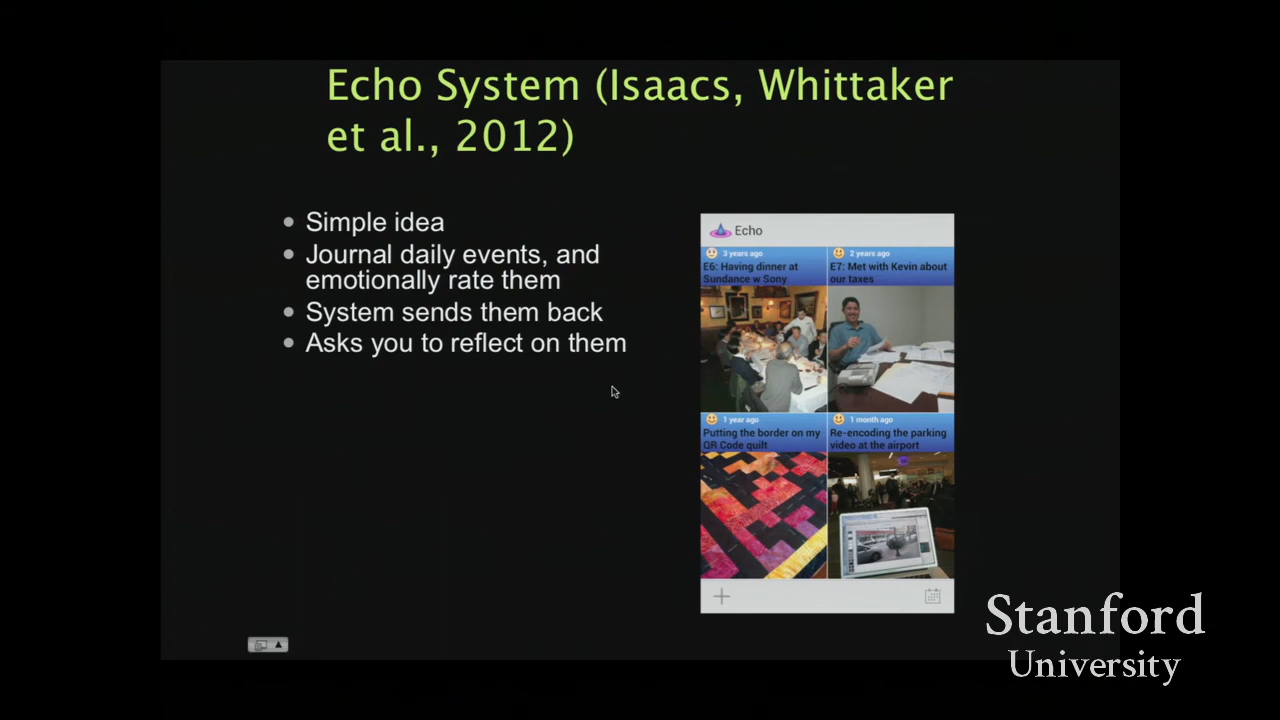 Echo System (Isaacs, Whittaker
et al., 2012)
Simple idea
Journal daily events, and
emotionally rate them
System sends them back
Asks you to reflect on them
Echo
3 years ago
E6: Having dinner at
Sundance w Sony
2 years ago
E7: Met with Kevin about
our taxes
1 year ago
Putting the border on my
QR Code quilt
1 month ago
Re-encoding the parking
video at the airport
Stanford
University